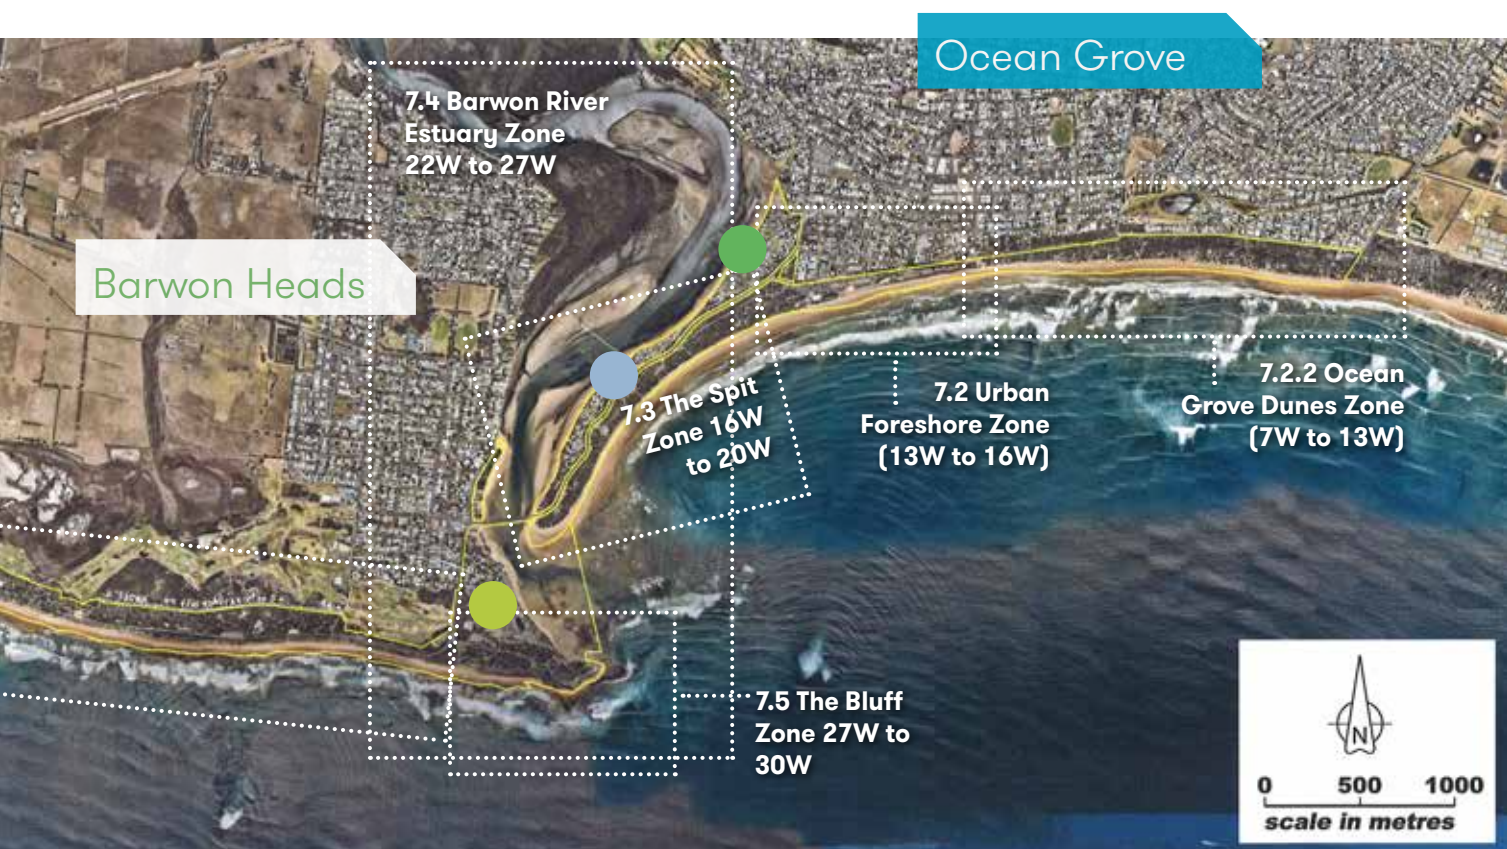 Ocean Grove
7.4 Barwon River
Estuary Zone
22W to 27W
Barwon Heads
7.3 The Spit
Zone 16W
to 20W
7.2 Urban
Foreshore Zone
(13W to 16W)
7.2.2 Ocean
Grove Dunes Zone
(7W to 13W)
7.5 The Bluff
Zone 27W to
30W
N
0 500 1000
scale in metres